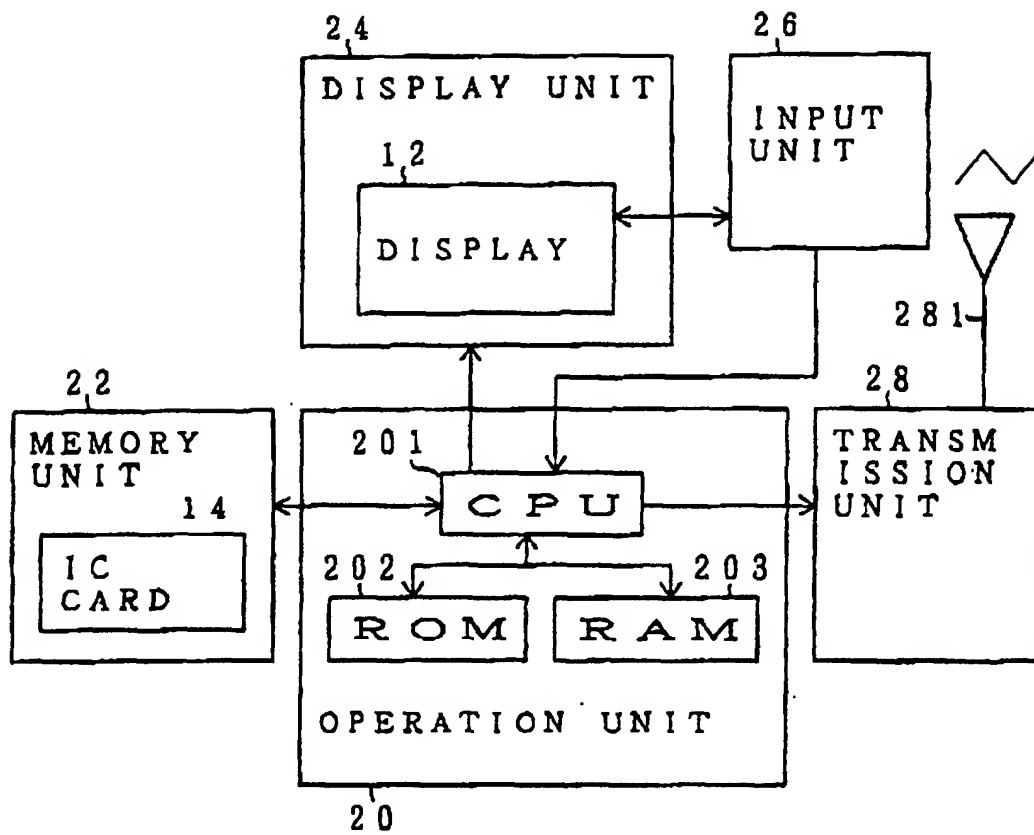 24
DISPLAY UNIT
12
DISPLAY
26
INPUT
UNIT
281
22
MEMORY
UNIT
14
IC
CARD
201
CPU
202
ROM
203
RAM
OPERATION UNIT
20
28
TRANSM
ISSION
UNIT